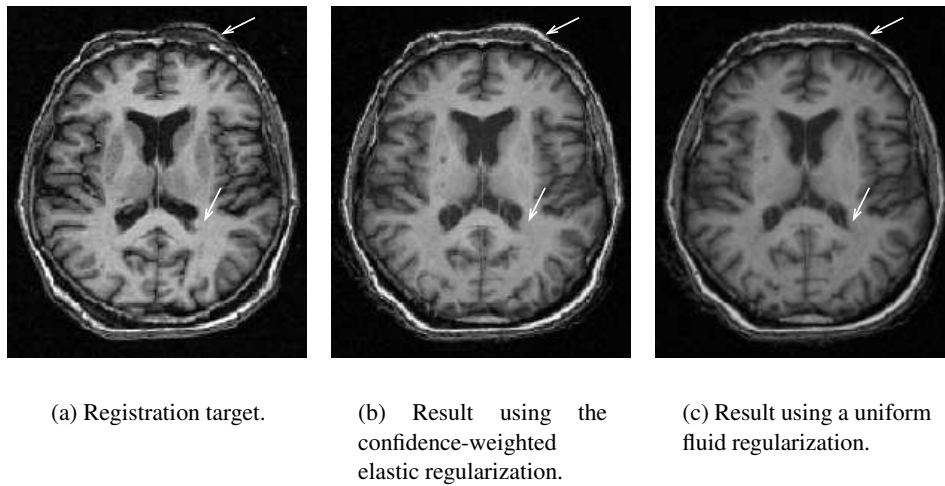 (a) Registration target.
(b) Result using the
confidence-weighted
elastic regularization.
(c) Result using a uniform
fluid regularization.